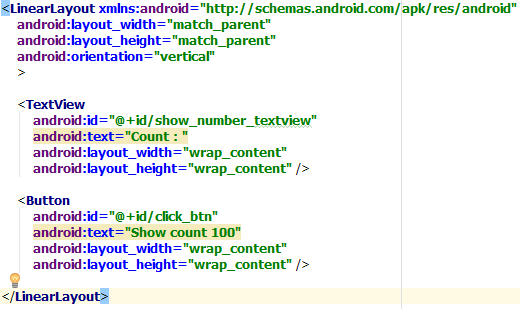 <LinearLayout xmlns:android="http://schemas.android.com/apk/res/android"
    android:layout_width="match_parent"
    android:layout_height="match_parent"
    android:orientation="vertical"
    >

    <TextView
        android:id="@+id/show_number_textview"
        android:text="Count : "
        android:layout_width="wrap_content"
        android:layout_height="wrap_content" />

    <Button
        android:id="@+id/click_btn"
        android:text="Show count 100"
        android:layout_width="wrap_content"
        android:layout_height="wrap_content" />

</LinearLayout>